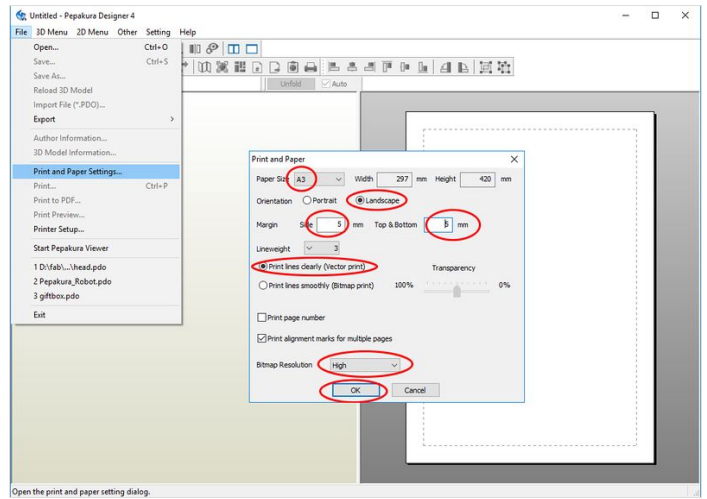 Untitled - Pepakura Designer 4
File 3D Menu 2D Menu Other Setting Help
Open... Ctrl+O
Save... Ctrl+S
Save As...
Reload 3D Model
Import File (*.PDO)...
Export
Author Information...
3D Model Information...
Print and Paper Settings...
Print... Ctrl+P
Print to PDF...
Print Preview...
Printer Setup...
Start Pepakura Viewer
1 D:\fab\...\head.pdo
2 Pepakura_Robot.pdo
3 giftbox.pdo
Exit
Unfold Auto
Print and Paper
Paper Size A3 Width 297 mm Height 420 mm
Orientation Portrait Landscape
Margin Side 5 mm Top & Bottom 5 mm
Lineweight 3
Print lines clearly (Vector print) Transparency
Print lines smoothly (Bitmap print) 100% 0%
Print page number
Print alignment marks for multiple pages
Bitmap Resolution High
OK Cancel
Open the print and paper setting dialog.